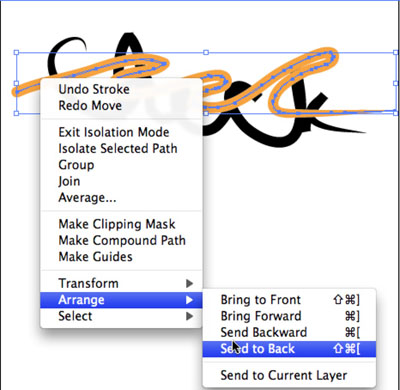 Undo Stroke
Redo Move
Exit Isolation Mode
Isolate Selected Path
Group
Join
Average...
Make Clipping Mask
Make Compound Path
Make Guides
Transform
Arrange
Select
Bring to Front ⇧⌘]
Bring Forward ⌘]
Send Backward ⌘[
Send to Back ⇧⌘[
Send to Current Layer